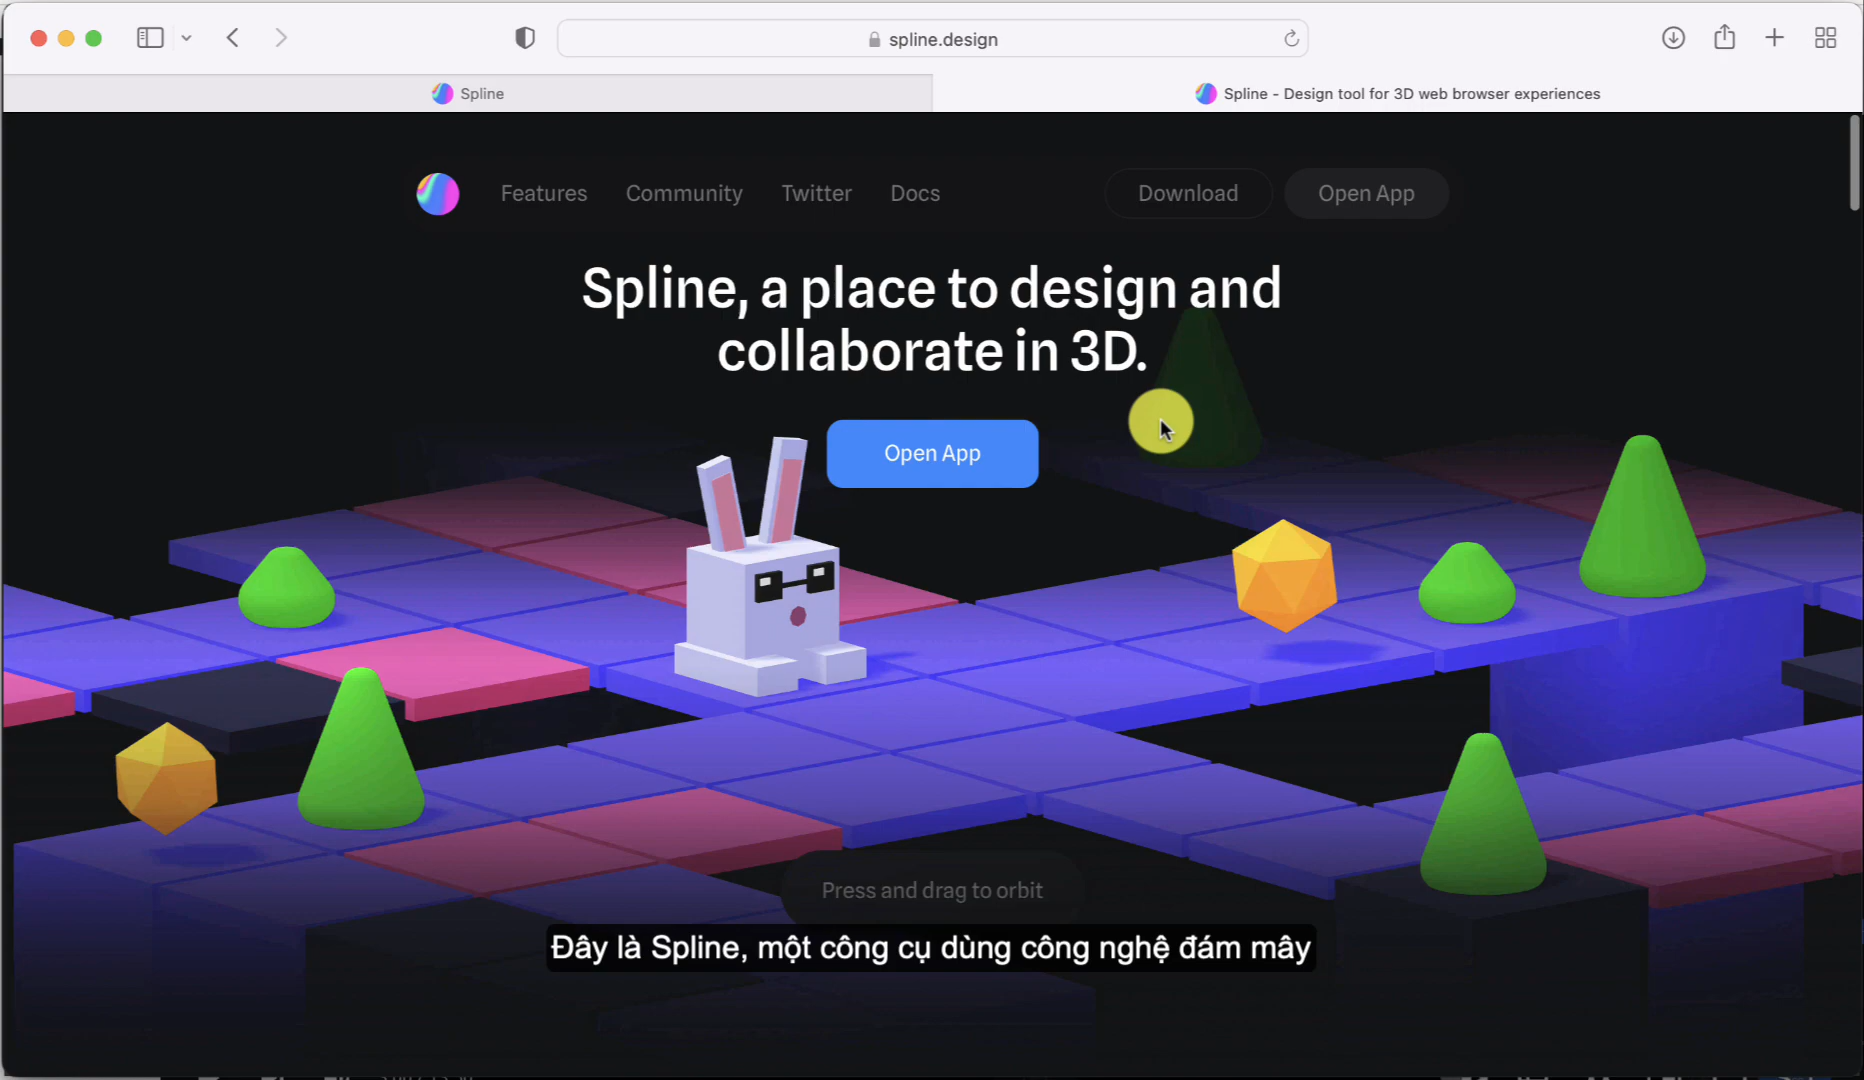 spline.design
Spline
Spline - Design tool for 3D web browser experiences
Features Community Twitter Docs Download Open App
Spline, a place to design and
collaborate in 3D.
Open App
Press and drag to orbit
Đây là Spline, một công cụ dùng công nghệ đám mây